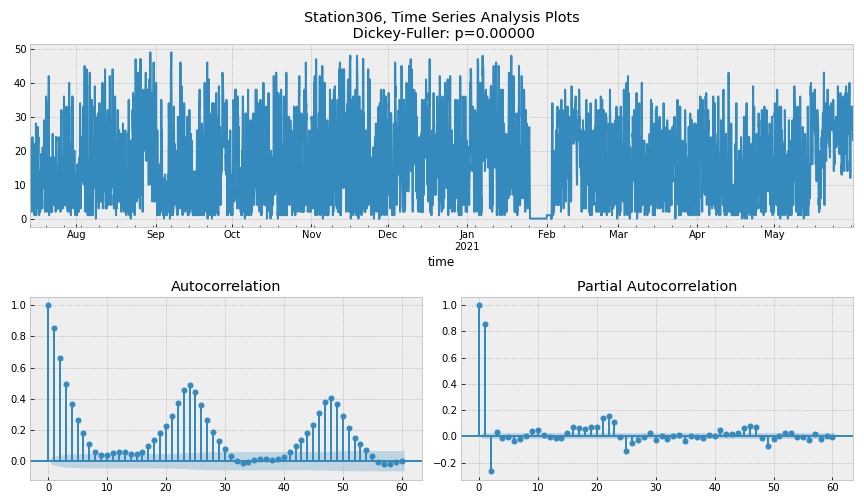 Station306, Time Series Analysis Plots
Dickey-Fuller: p=0.00000
50
40
30
20
10
0
Aug Sep Oct Nov Dec Jan Feb Mar Apr May
2021
time
Autocorrelation
1.0
0.8
0.6
0.4
0.2
0.0
0 10 20 30 40 50 60
Partial Autocorrelation
1.0
0.8
0.6
0.4
0.2
0.0
−0.2
0 10 20 30 40 50 60